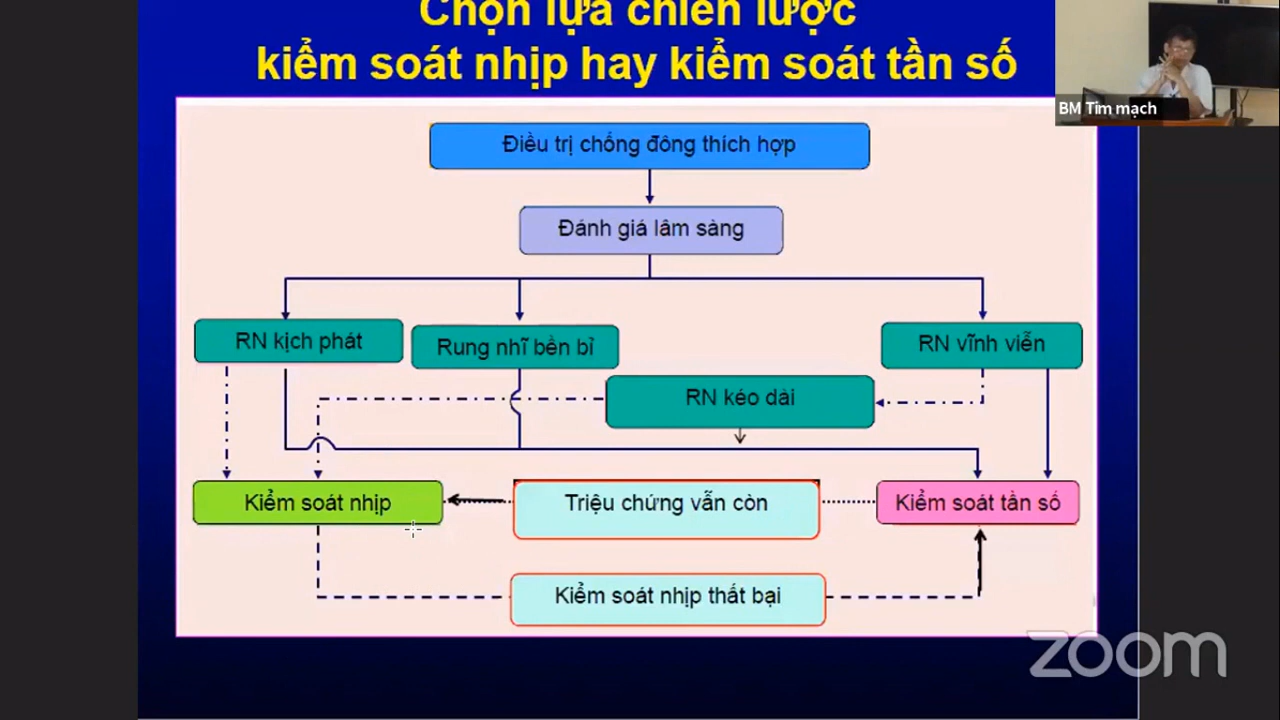 Chọn lựa chiến lược
kiểm soát nhịp hay kiểm soát tần số
BM Tim mạch
Điều trị chống đông thích hợp
Đánh giá lâm sàng
RN kịch phát
Rung nhĩ bền bỉ
RN vĩnh viễn
RN kéo dài
Kiểm soát nhịp
Triệu chứng vẫn còn
Kiểm soát tần số
Kiểm soát nhịp thất bại
zoom